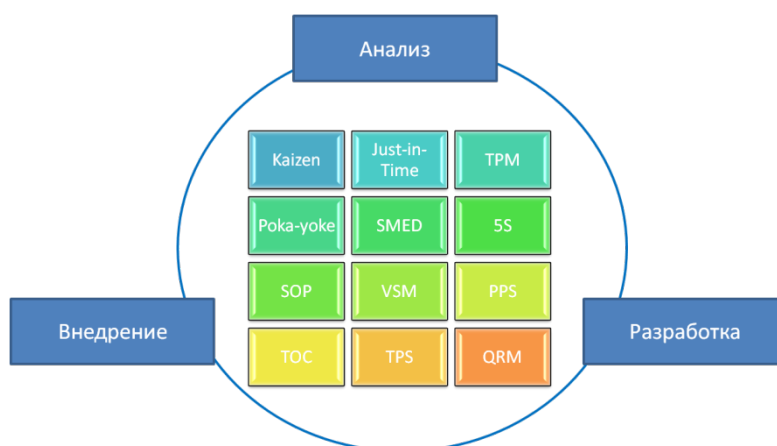 Анализ
Kaizen
Just-in-
Time
TPM
Poka-yoke
SMED
5S
SOP
VSM
PPS
Внедрение
Разработка
TOC
TPS
QRM